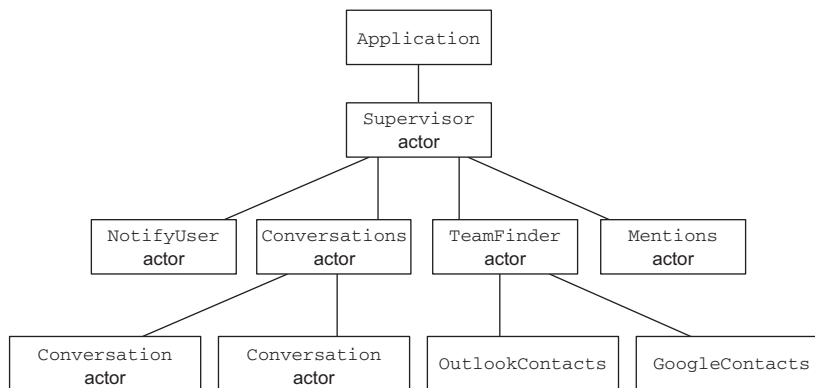 Application
Supervisor
actor
NotifyUser
actor
Conversations
actor
TeamFinder
actor
Mentions
actor
Conversation
actor
Conversation
actor
OutlookContacts
GoogleContacts